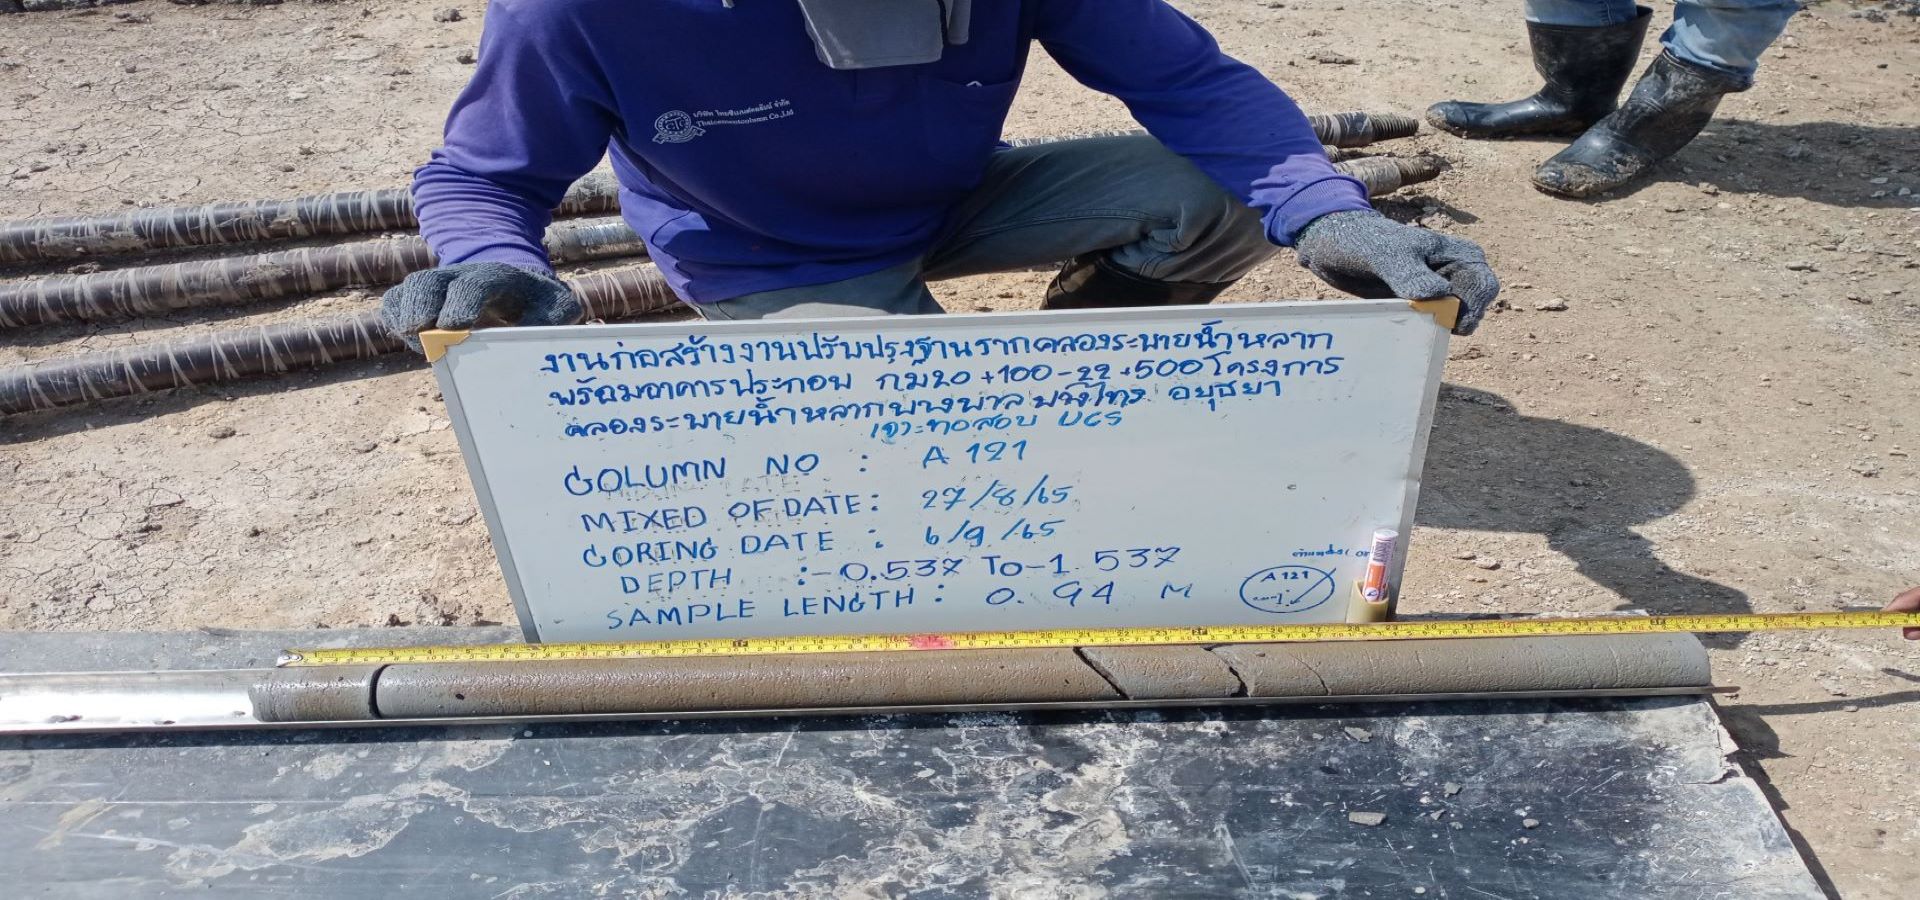 บริษัท ไทยซีเมนต์คอลัมน์ จำกัด
Thaicementcolumn Co.,Ltd
งานก่อสร้างงานปรับปรุงฐานรากคลองระบายน้ำหลาก
พร้อมอาคารประกอบ กม20+100-22+500โครงการ
คลองระบายน้ำหลากบางบาล บางไทร อยุธยา
เจาะทดสอบ UCS
COLUMN NO : A 121
MIXED OF DATE: 27/8/65
CORING DATE : 6/9/65
DEPTH :-0.537 To-1 537
SAMPLE LENGTH: 0.94 M
A 121